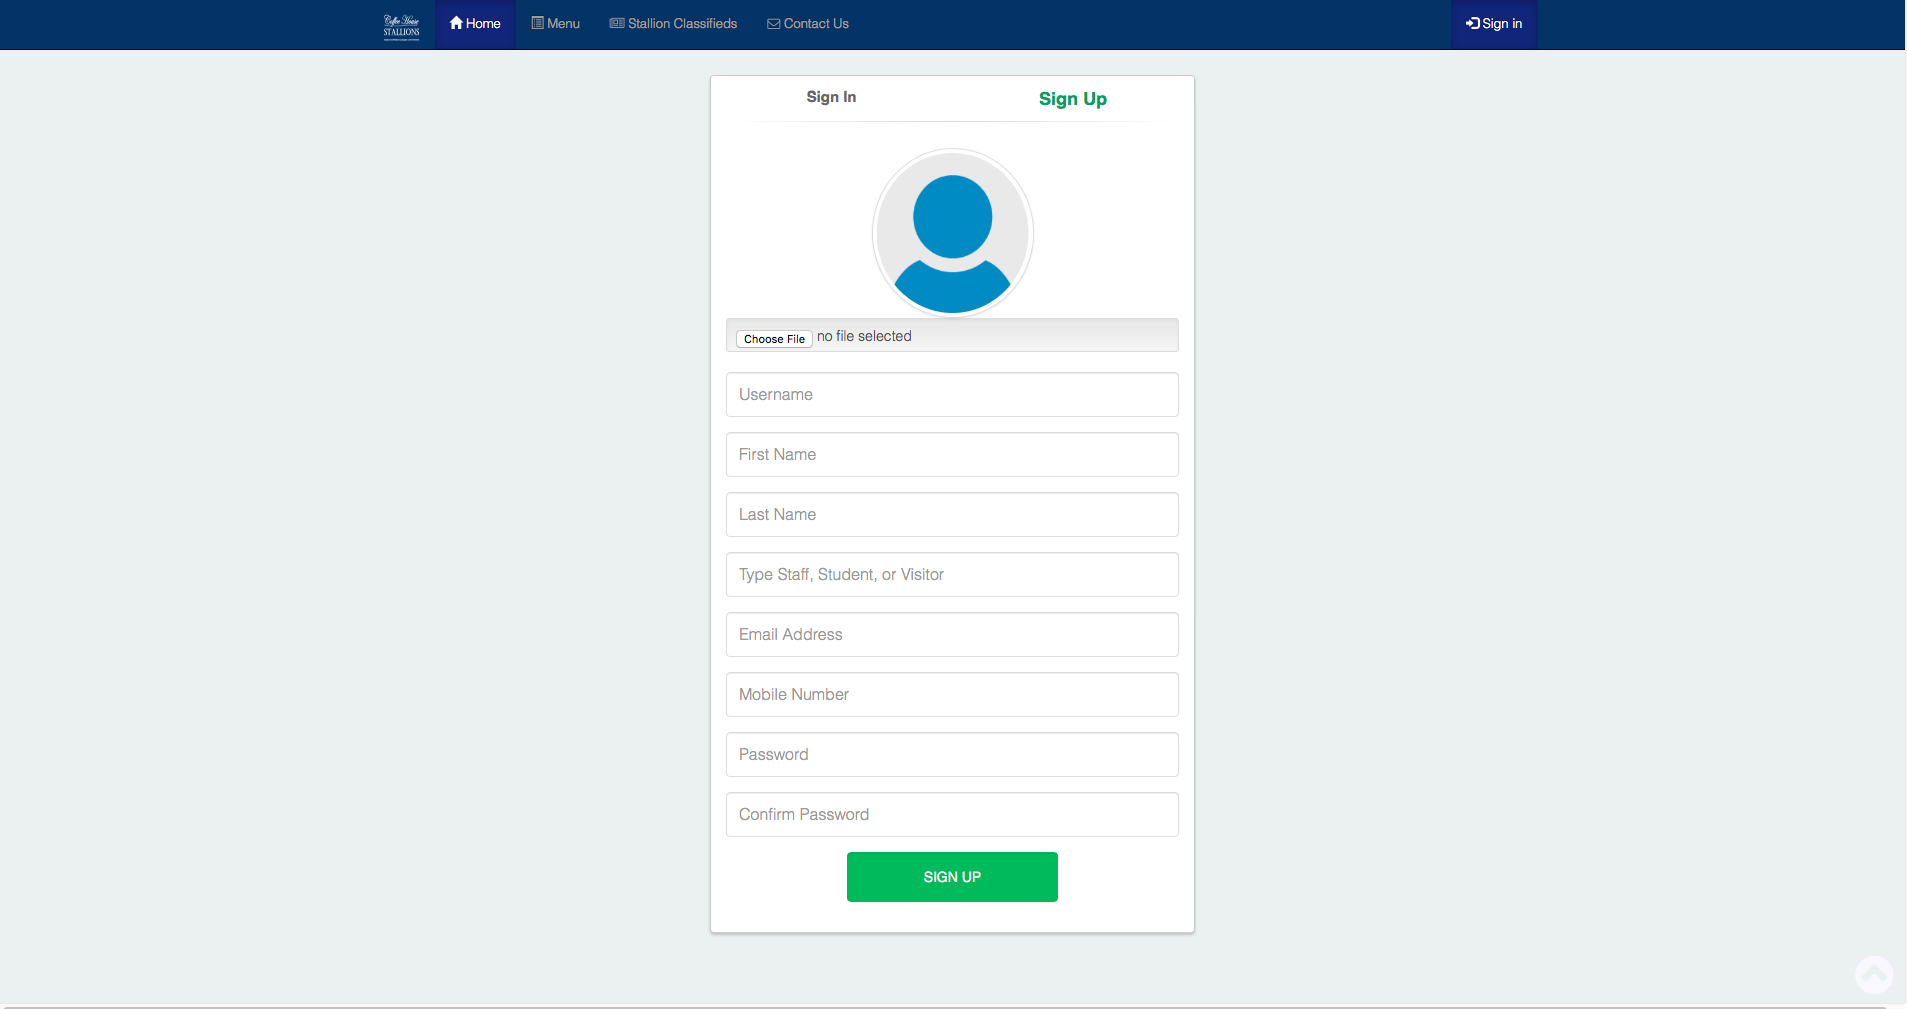 Coffee House
STALLIONS
Home
Menu
Stallion Classifieds
Contact Us
Sign in
Sign In
Sign Up
Choose File no file selected
Username
First Name
Last Name
Type Staff, Student, or Visitor
Email Address
Mobile Number
Password
Confirm Password
SIGN UP